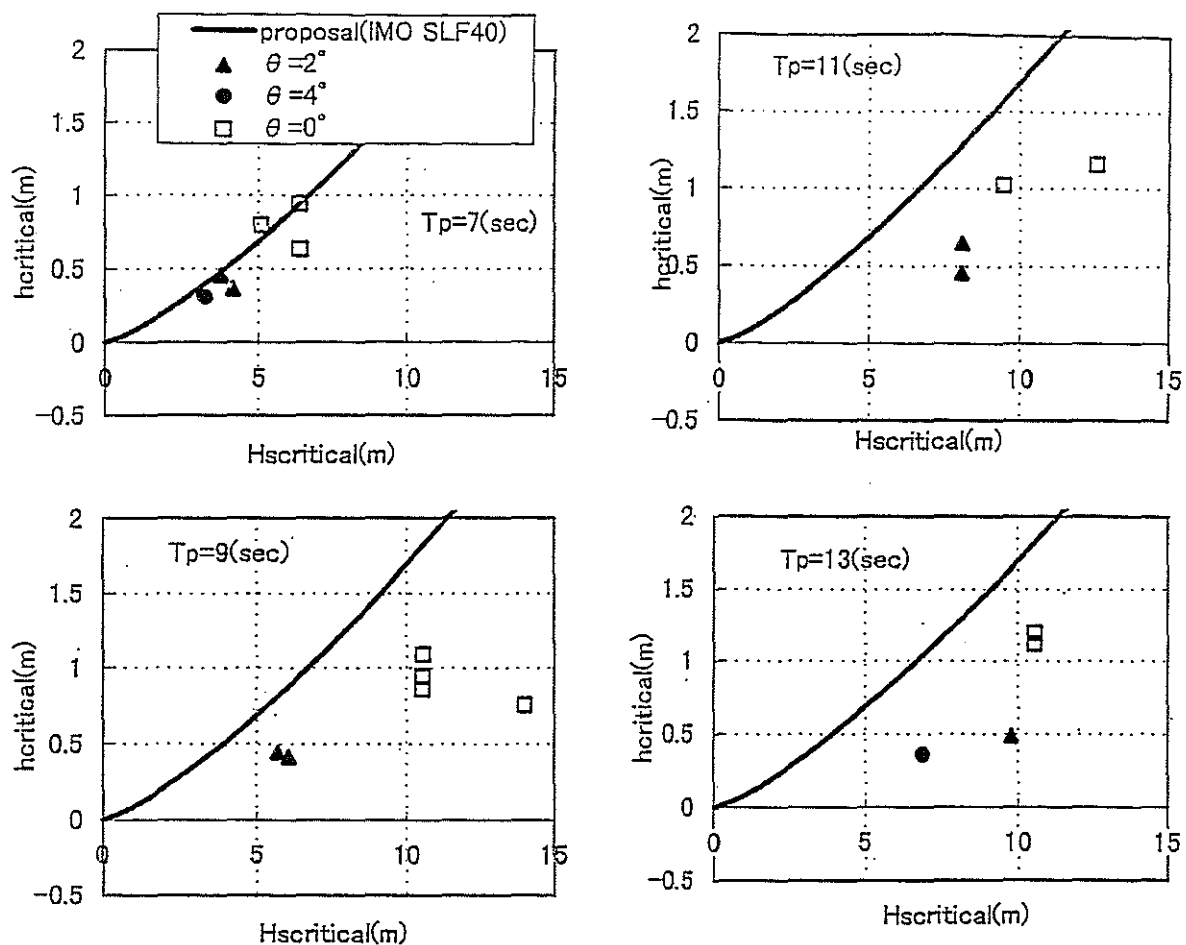 proposal(IMO SLF40)
θ=2°
θ=4°
θ=0°
2
1.5
1
0.5
0
-0.5
hcritical(m)
Tp=7(sec)
0
5
10
15
Hscritical(m)
2
1.5
1
0.5
0
-0.5
hcritical(m)
Tp=11(sec)
0
5
10
15
Hscritical(m)
2
1.5
1
0.5
0
-0.5
hcritical(m)
Tp=9(sec)
0
5
10
15
Hscritical(m)
2
1.5
1
0.5
0
-0.5
hcritical(m)
Tp=13(sec)
0
5
10
15
Hscritical(m)